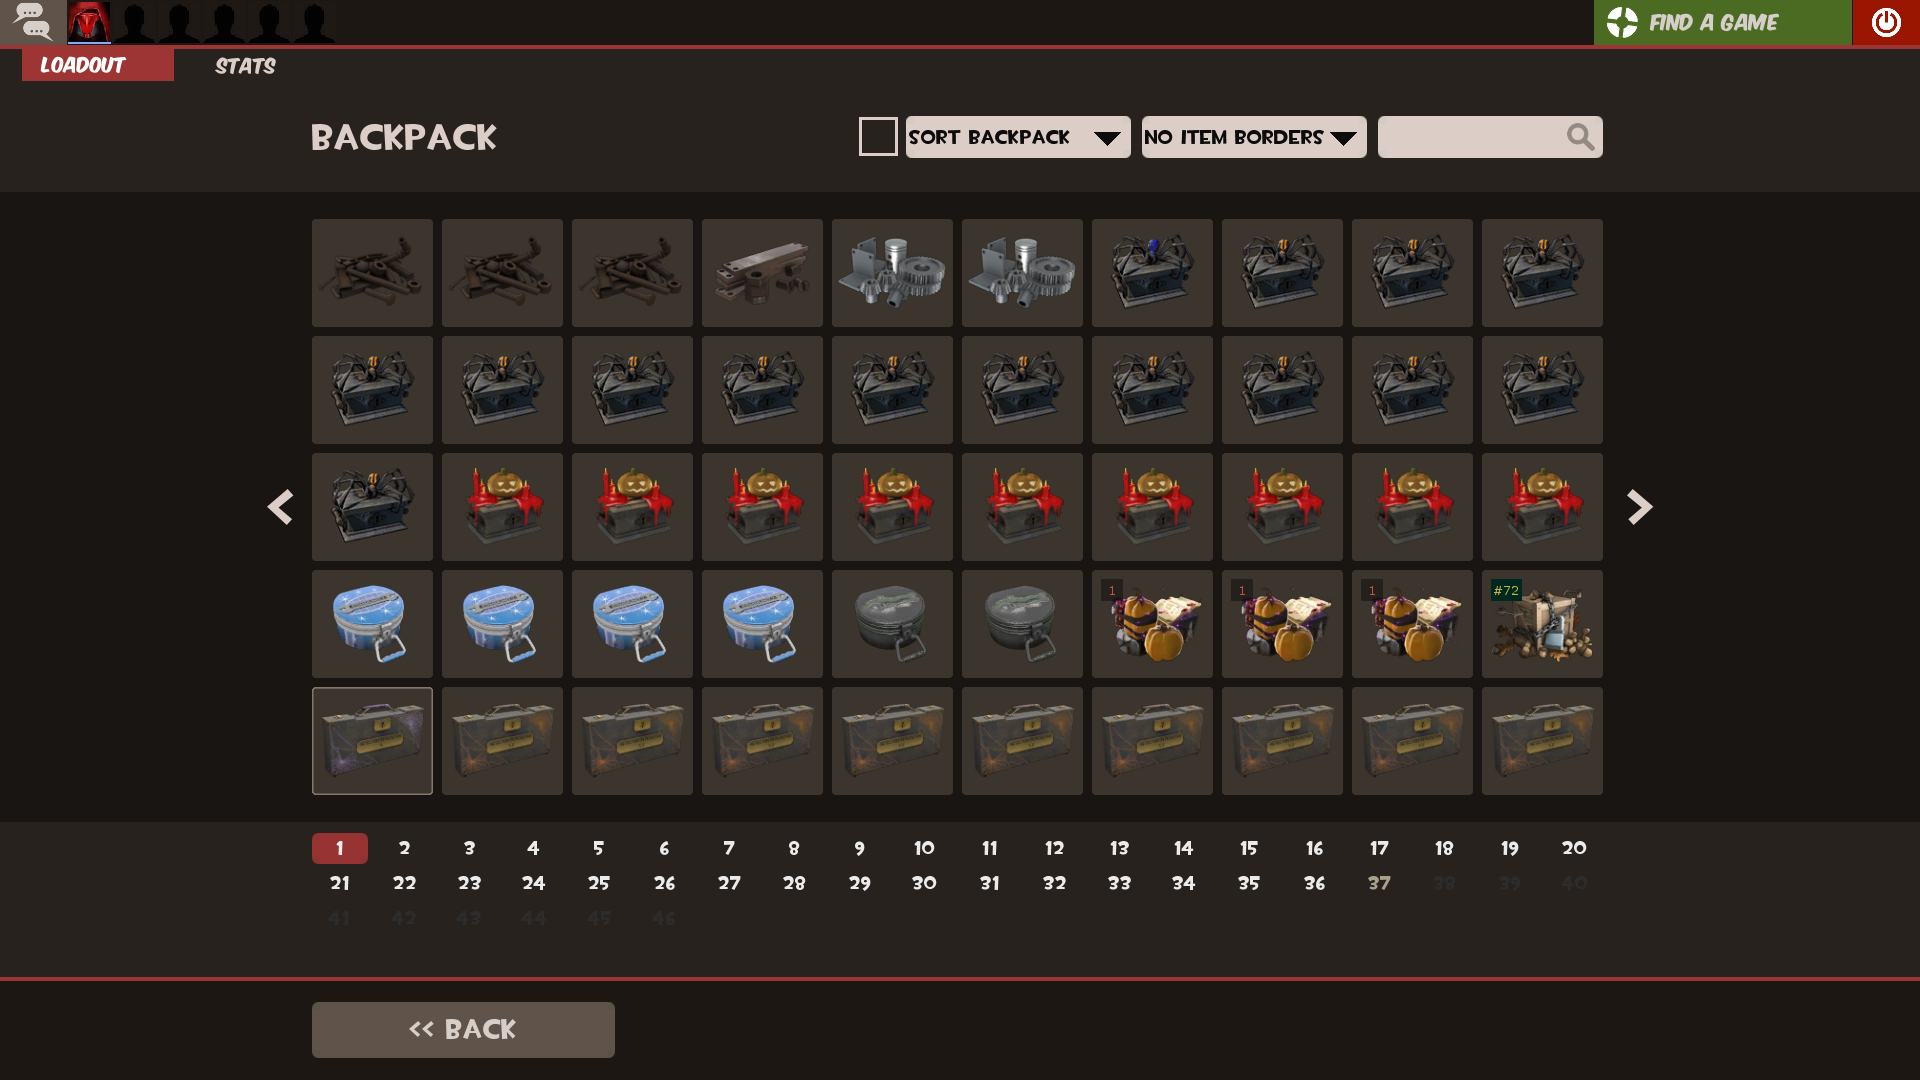 FIND A GAME
LOADOUT STATS
BACKPACK
SORT BACKPACK
NO ITEM BORDERS
1 1 1 #72
1 2 3 4 5 6 7 8 9 10 11 12 13 14 15 16 17 18 19 20
21 22 23 24 25 26 27 28 29 30 31 32 33 34 35 36 37 38 39 40
41 42 43 44 45 46
<< BACK